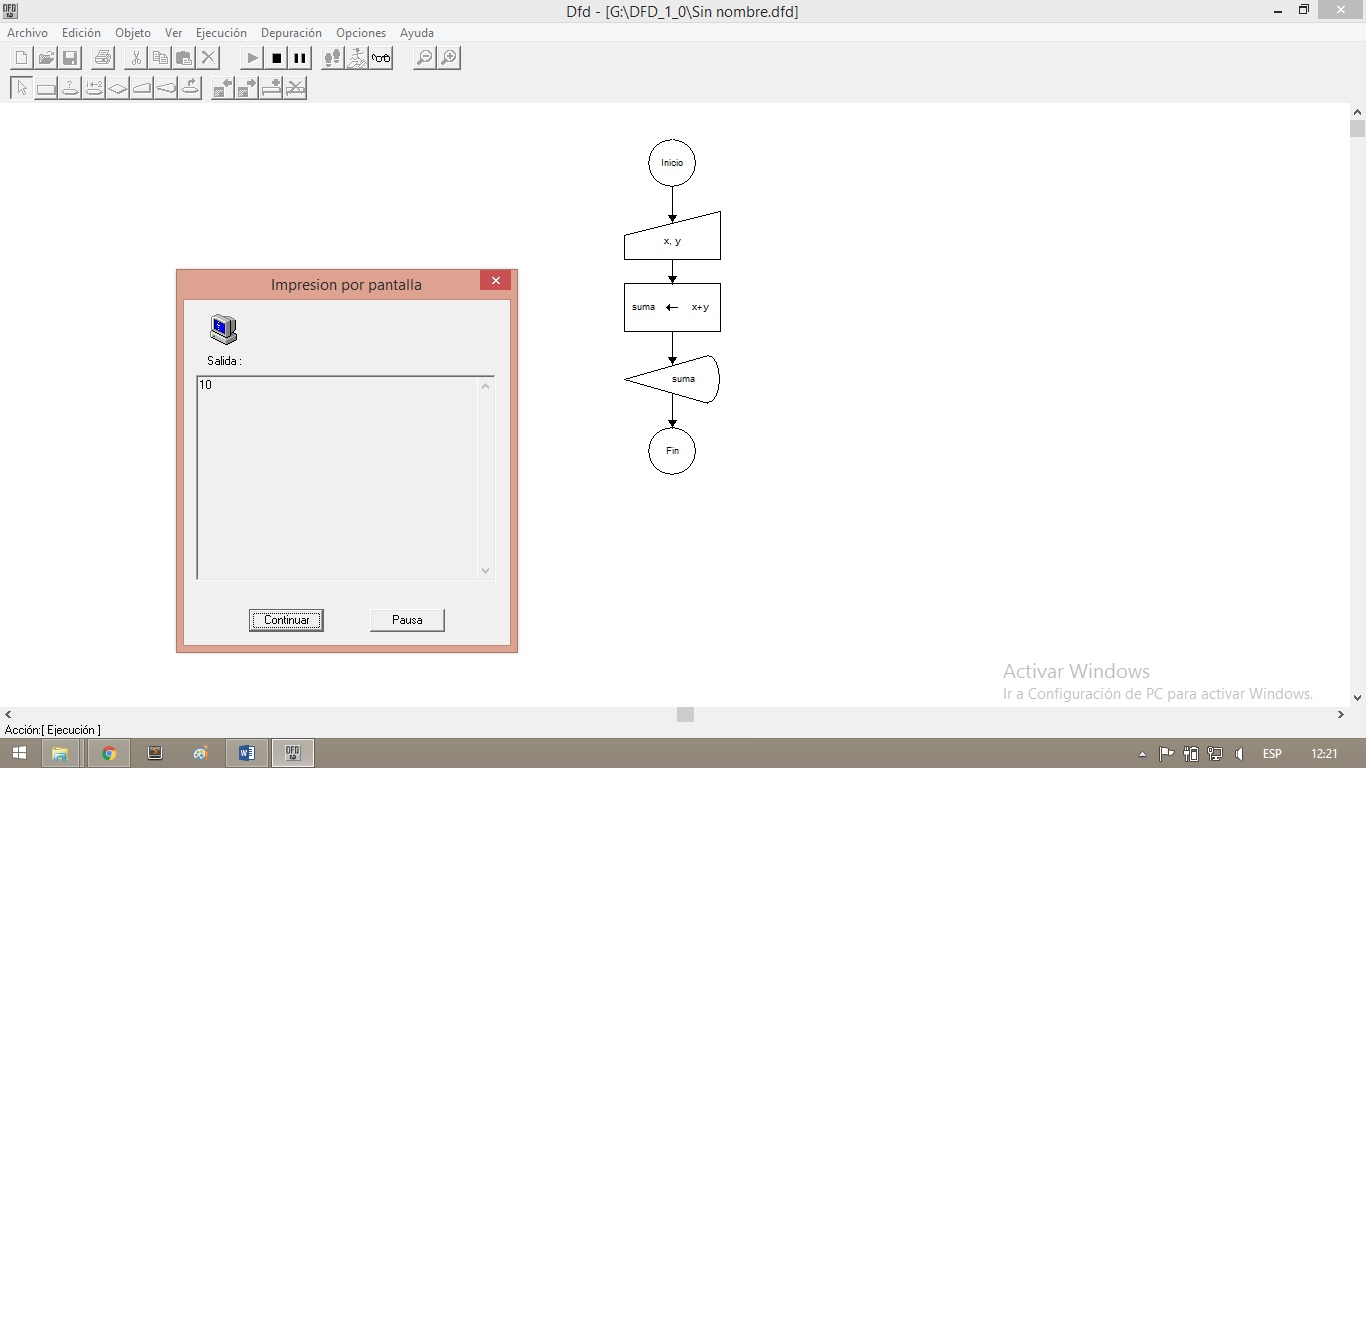 Dfd - [G:\DFD_1_0\Sin nombre.dfd]
Archivo Edición Objeto Ver Ejecución Depuración Opciones Ayuda
Inicio
x, y
suma ← x+y
suma
Fin
Impresion por pantalla
Salida :
10
Continuar Pausa
Activar Windows
Ir a Configuración de PC para activar Windows.
Acción:[ Ejecución ]
ESP 12:21